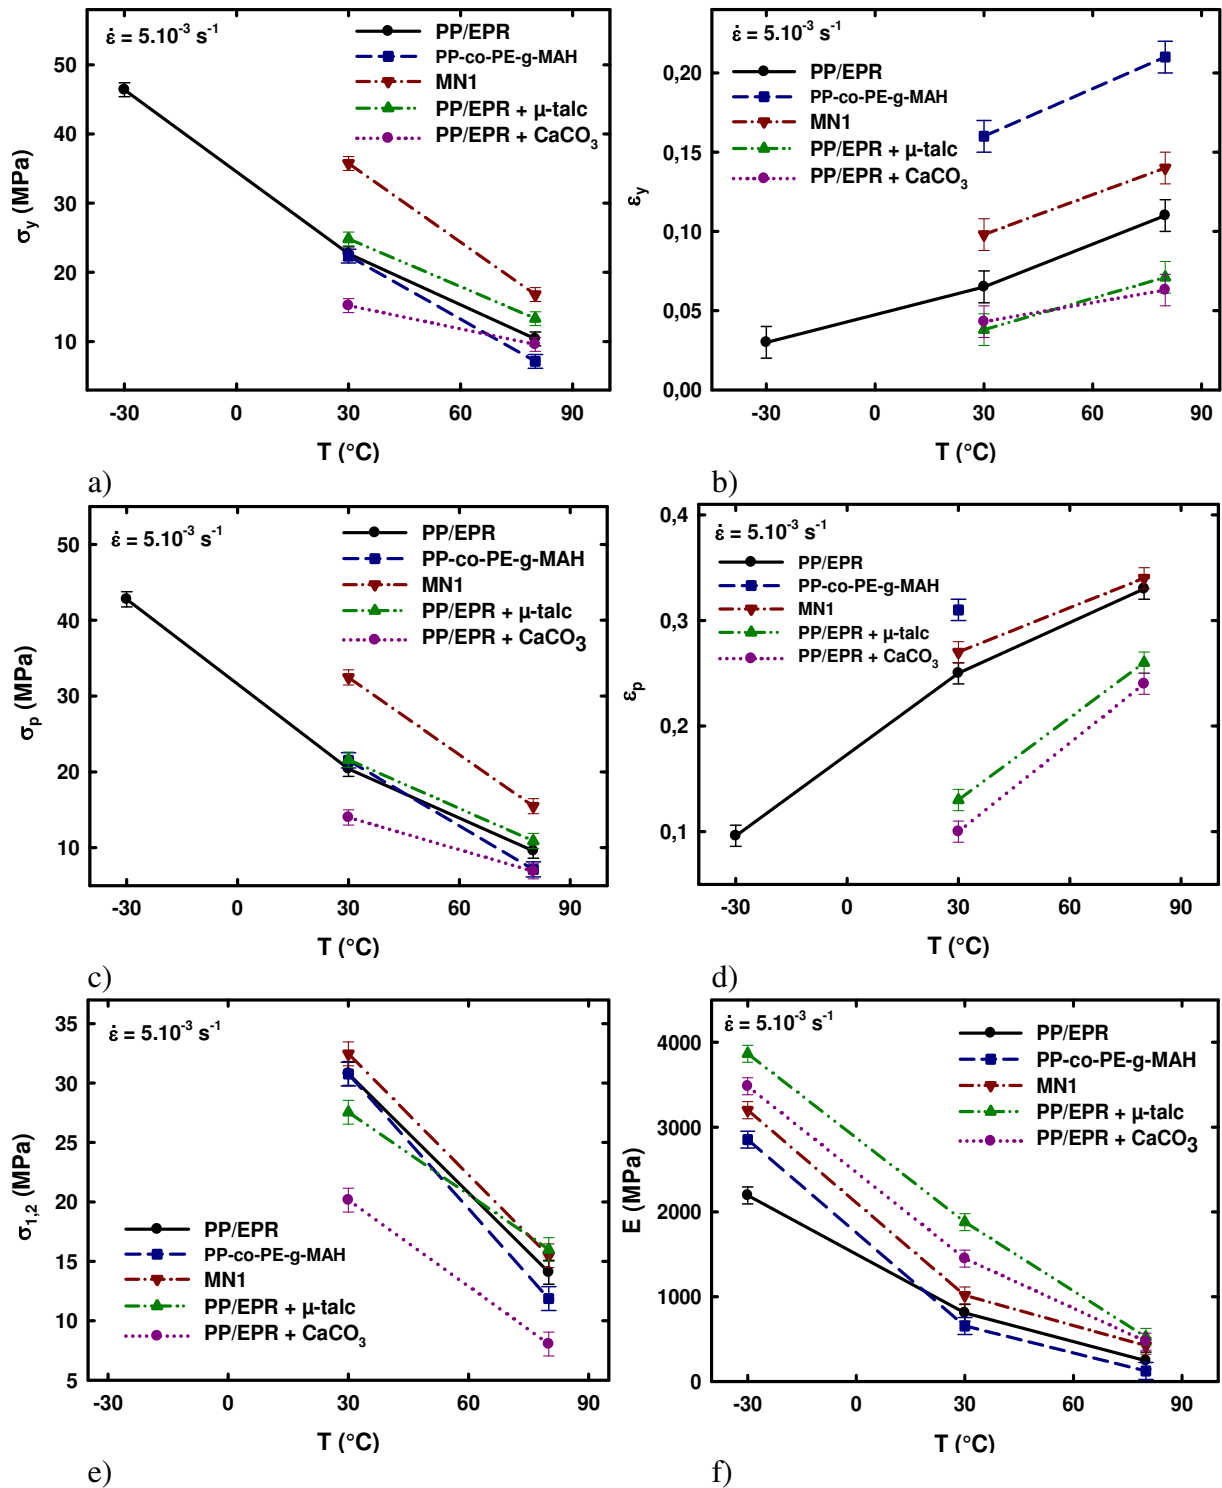 ε̇ = 5.10⁻³ s⁻¹
PP/EPR
PP-co-PE-g-MAH
MN1
PP/EPR + µ-talc
PP/EPR + CaCO₃
50
40
30
20
10
σy (MPa)
-30 0 30 60 90
T (°C)
a)
ε̇ = 5.10⁻³ s⁻¹
PP/EPR
PP-co-PE-g-MAH
MN1
PP/EPR + µ-talc
PP/EPR + CaCO₃
0,20
0,15
0,10
0,05
0.00
εy
-30 0 30 60 90
T (°C)
b)
ε̇ = 5.10⁻³ s⁻¹
PP/EPR
PP-co-PE-g-MAH
MN1
PP/EPR + µ-talc
PP/EPR + CaCO3
50
40
30
20
10
σp (MPa)
-30 0 30 60 90
T (°C)
c)
ε̇ = 5.10⁻³ s⁻¹
PP/EPR
PP-co-PE-g-MAH
MN1
PP/EPR + µ-talc
PP/EPR + CaCO₃
0,4
0,3
0,2
0,1
εp
-30 0 30 60 90
T (°C)
d)
ε̇ = 5.10⁻³ s⁻¹
35
30
25
20
15
10
5
σ1,2 (MPa)
PP/EPR
PP-co-PE-g-MAH
MN1
PP/EPR + µ-talc
PP/EPR + CaCO₃
-30 0 30 60 90
T (°C)
e)
ε̇ = 5.10⁻³ s⁻¹
PP/EPR
PP-co-PE-g-MAH
MN1
PP/EPR + µ-talc
PP/EPR + CaCO₃
4000
3000
2000
1000
0
E (MPa)
-30 0 30 60 90
T (°C)
f)